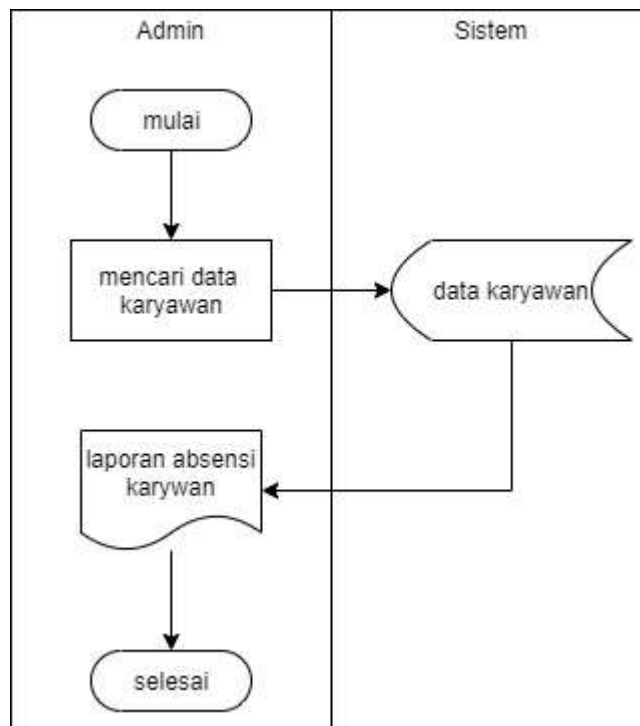 Admin
Sistem
mulai
mencari data
karyawan
data karyawan
laporan absensi
karywan
selesai